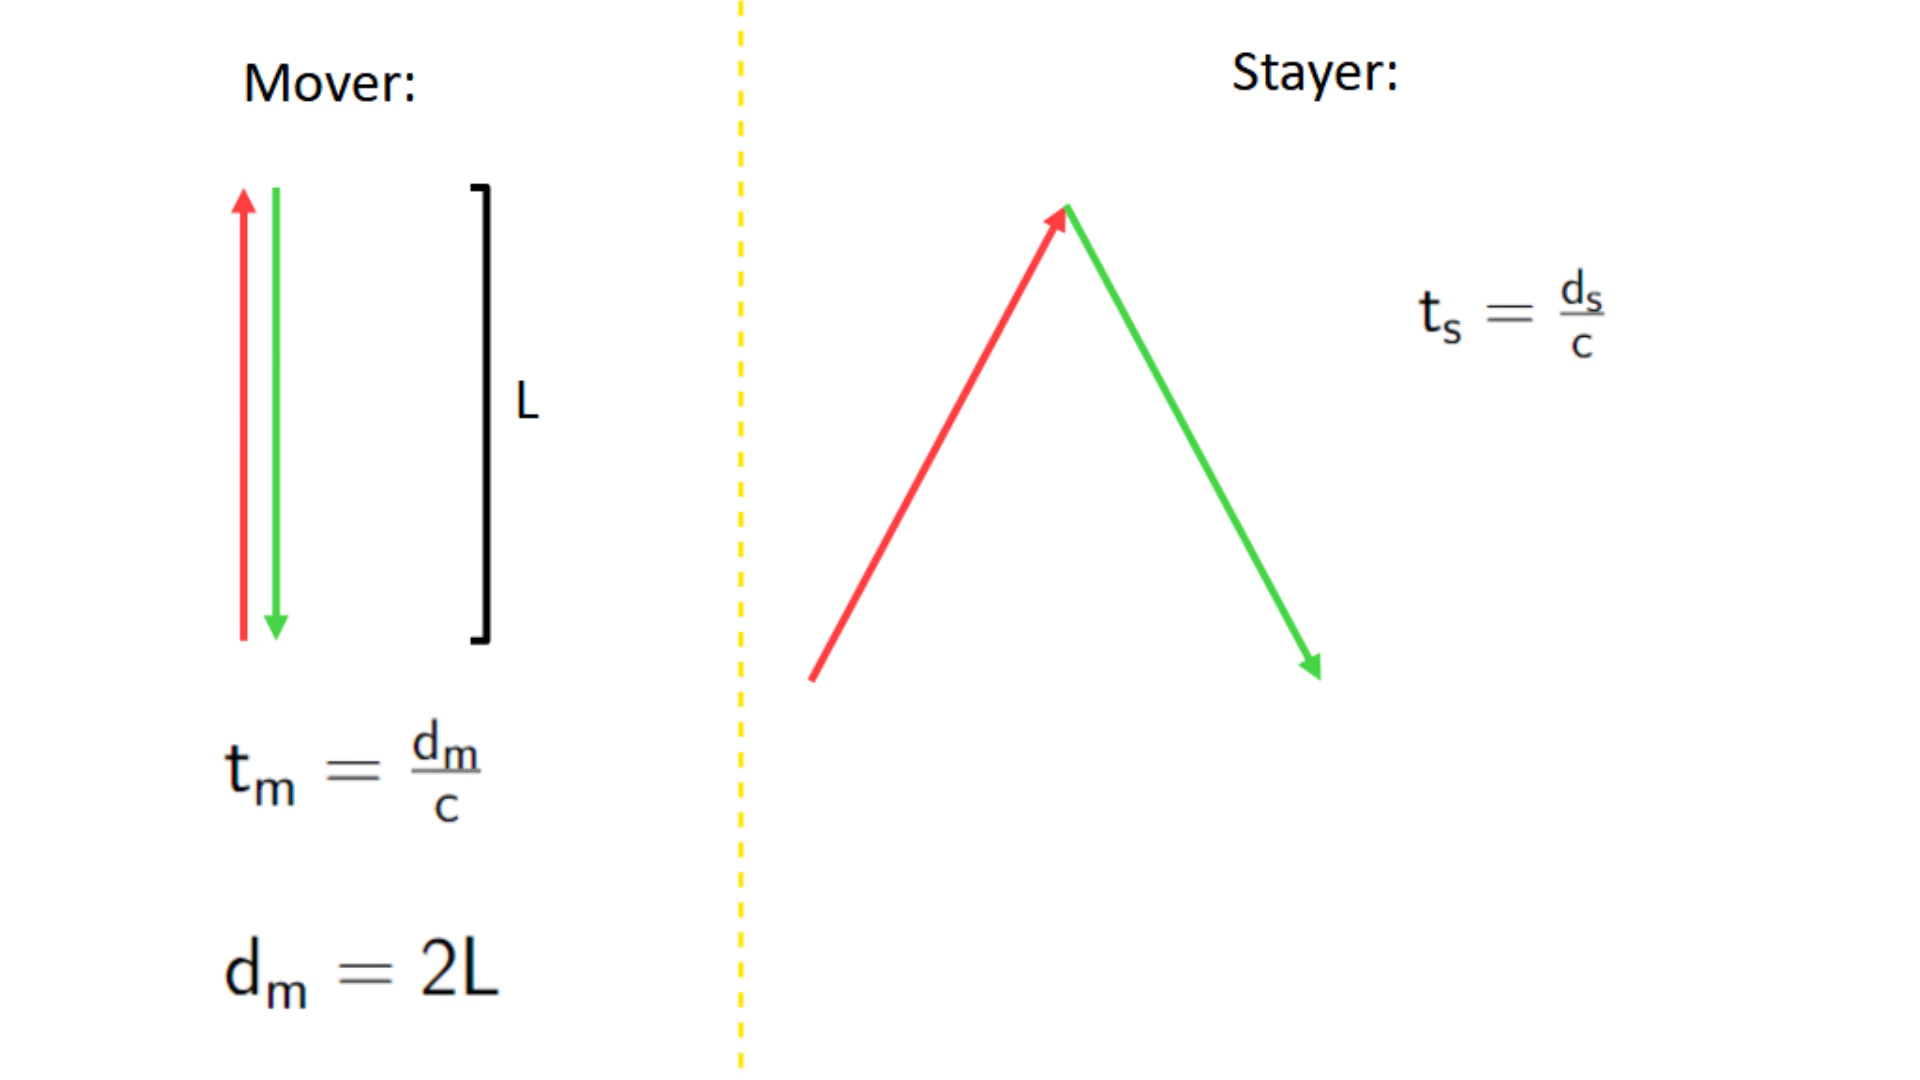 Mover:
L
t_m = d_m/c
d_m = 2L
Stayer:
t_s = d_s/c